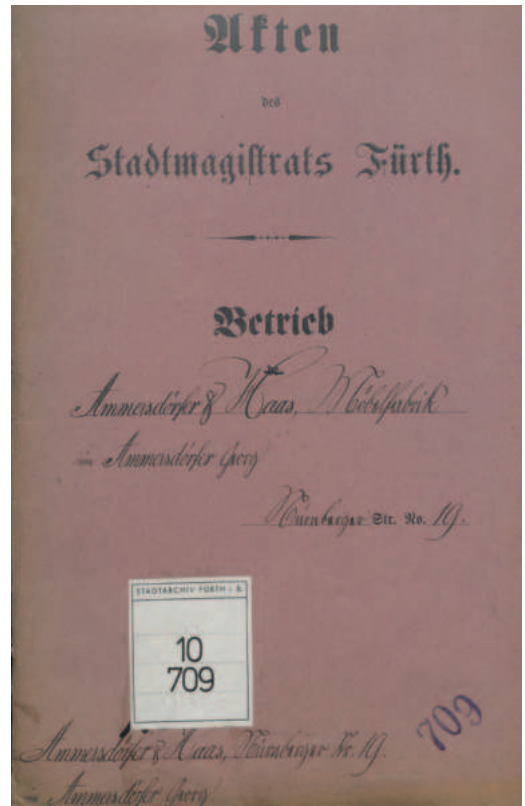 Akten
des
Stadtmagistrats Fürth.
Betrieb
Ammersdörfer & Haas, Möbelfabrik
Ammersdörfer Georg
Nürnberger Str. No. 19.
STADTARCHIV FÜRTH i. B.
10
709
709
Ammersdörfer & Haas, Nürnberger Str. 19.
Ammersdörfer Georg